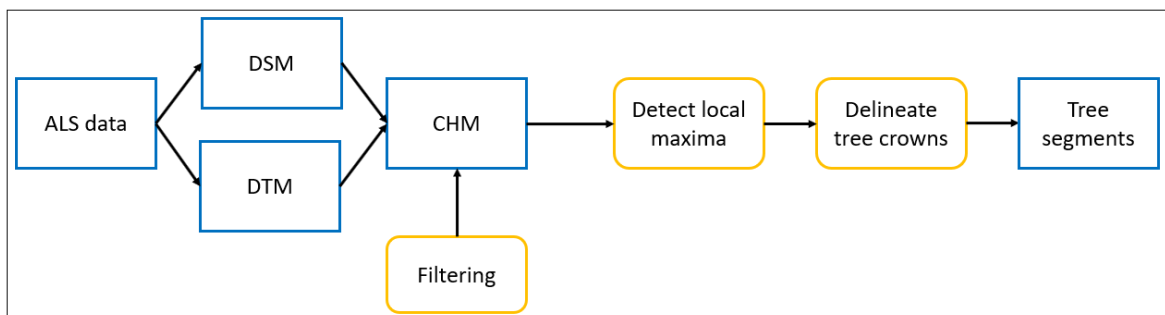 ALS data
DSM
DTM
CHM
Filtering
Detect local
maxima
Delineate
tree crowns
Tree
segments